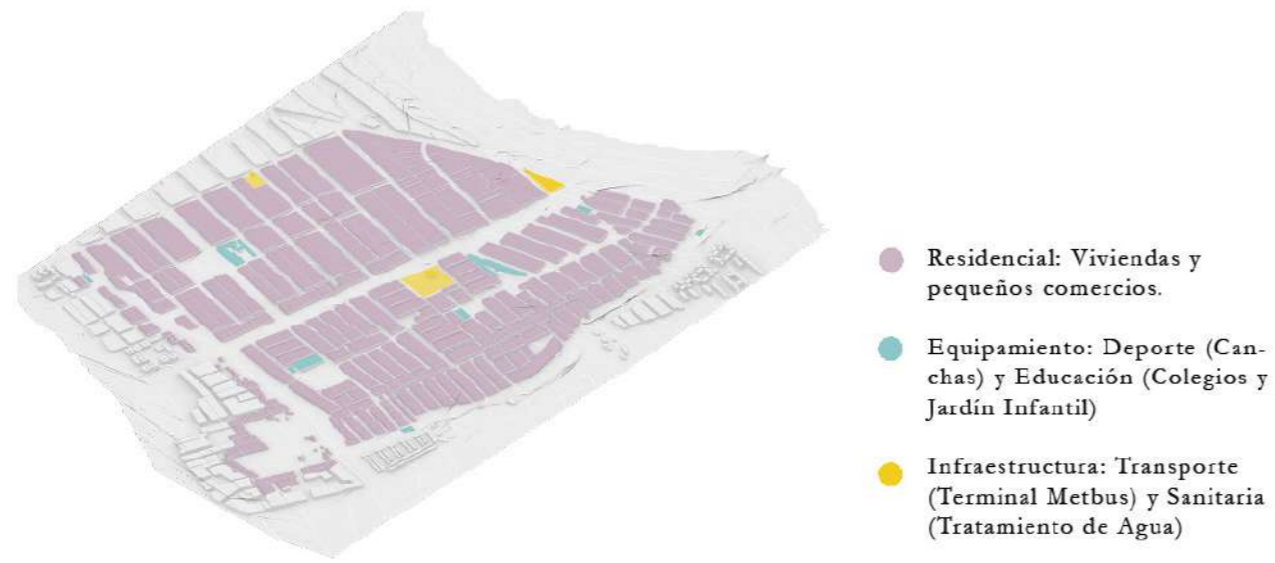 Residencial: Viviendas y
pequeños comercios.
Equipamiento: Deporte (Can-
chas) y Educación (Colegios y
Jardín Infantil)
Infraestructura: Transporte
(Terminal Metbus) y Sanitaria
(Tratamiento de Agua)